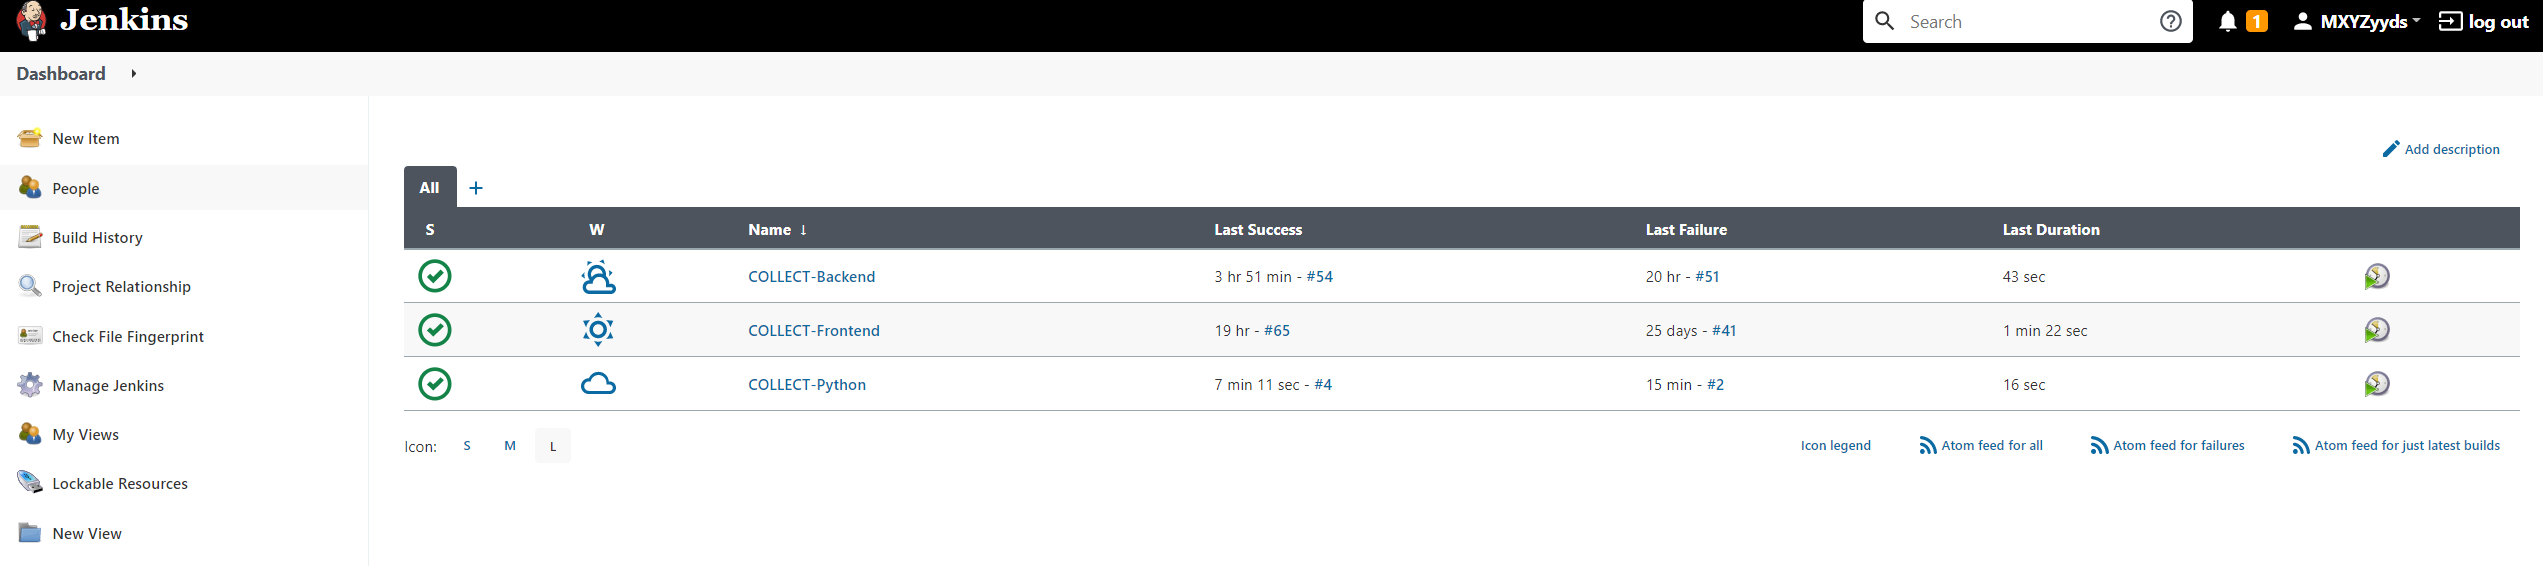 Jenkins
Search
1
MXYZyyds
log out
Dashboard
New Item
People
Build History
Project Relationship
Check File Fingerprint
Manage Jenkins
My Views
Lockable Resources
New View
Add description
All +
S W Name ↓ Last Success Last Failure Last Duration
COLLECT-Backend 3 hr 51 min - #54 20 hr - #51 43 sec
COLLECT-Frontend 19 hr - #65 25 days - #41 1 min 22 sec
COLLECT-Python 7 min 11 sec - #4 15 min - #2 16 sec
Icon: S M L
Icon legend Atom feed for all Atom feed for failures Atom feed for just latest builds